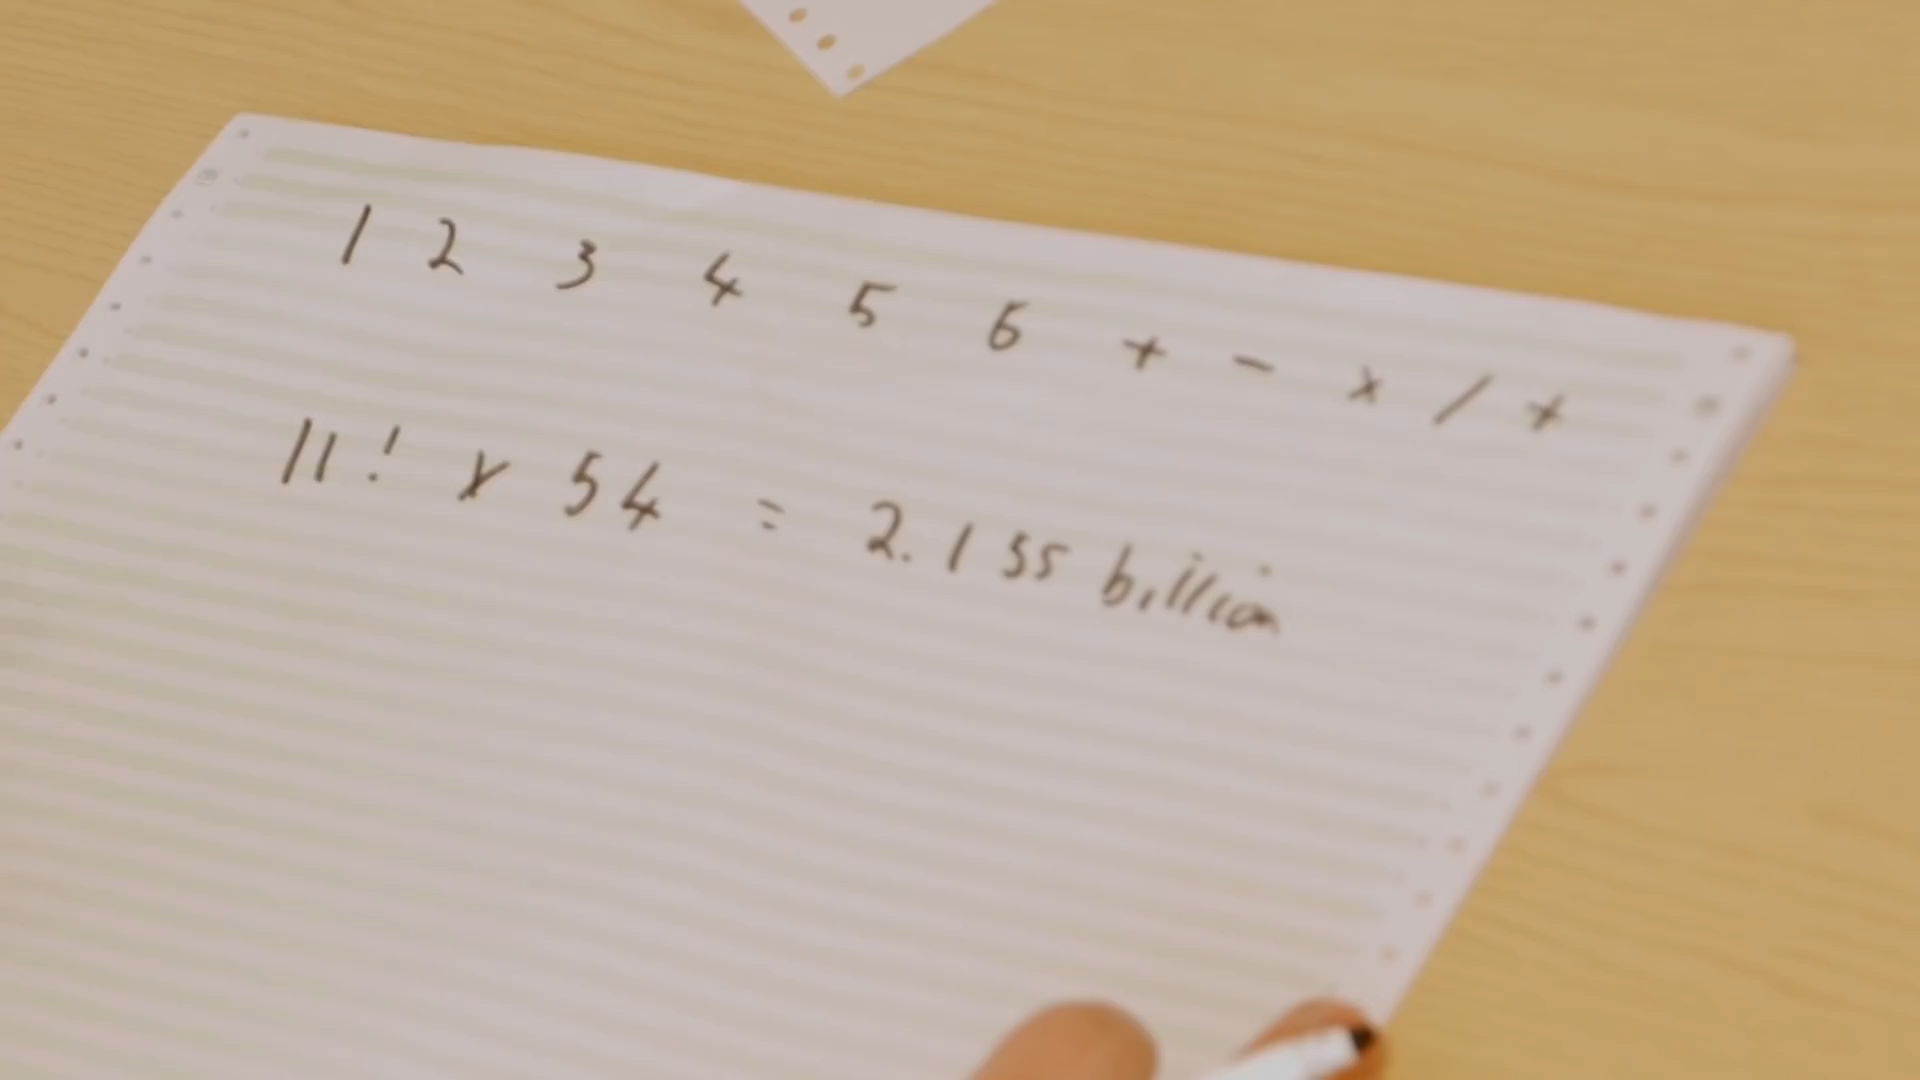 1 2 3 4 5 6 + - x / +
11! x 54 = 2.155 billion